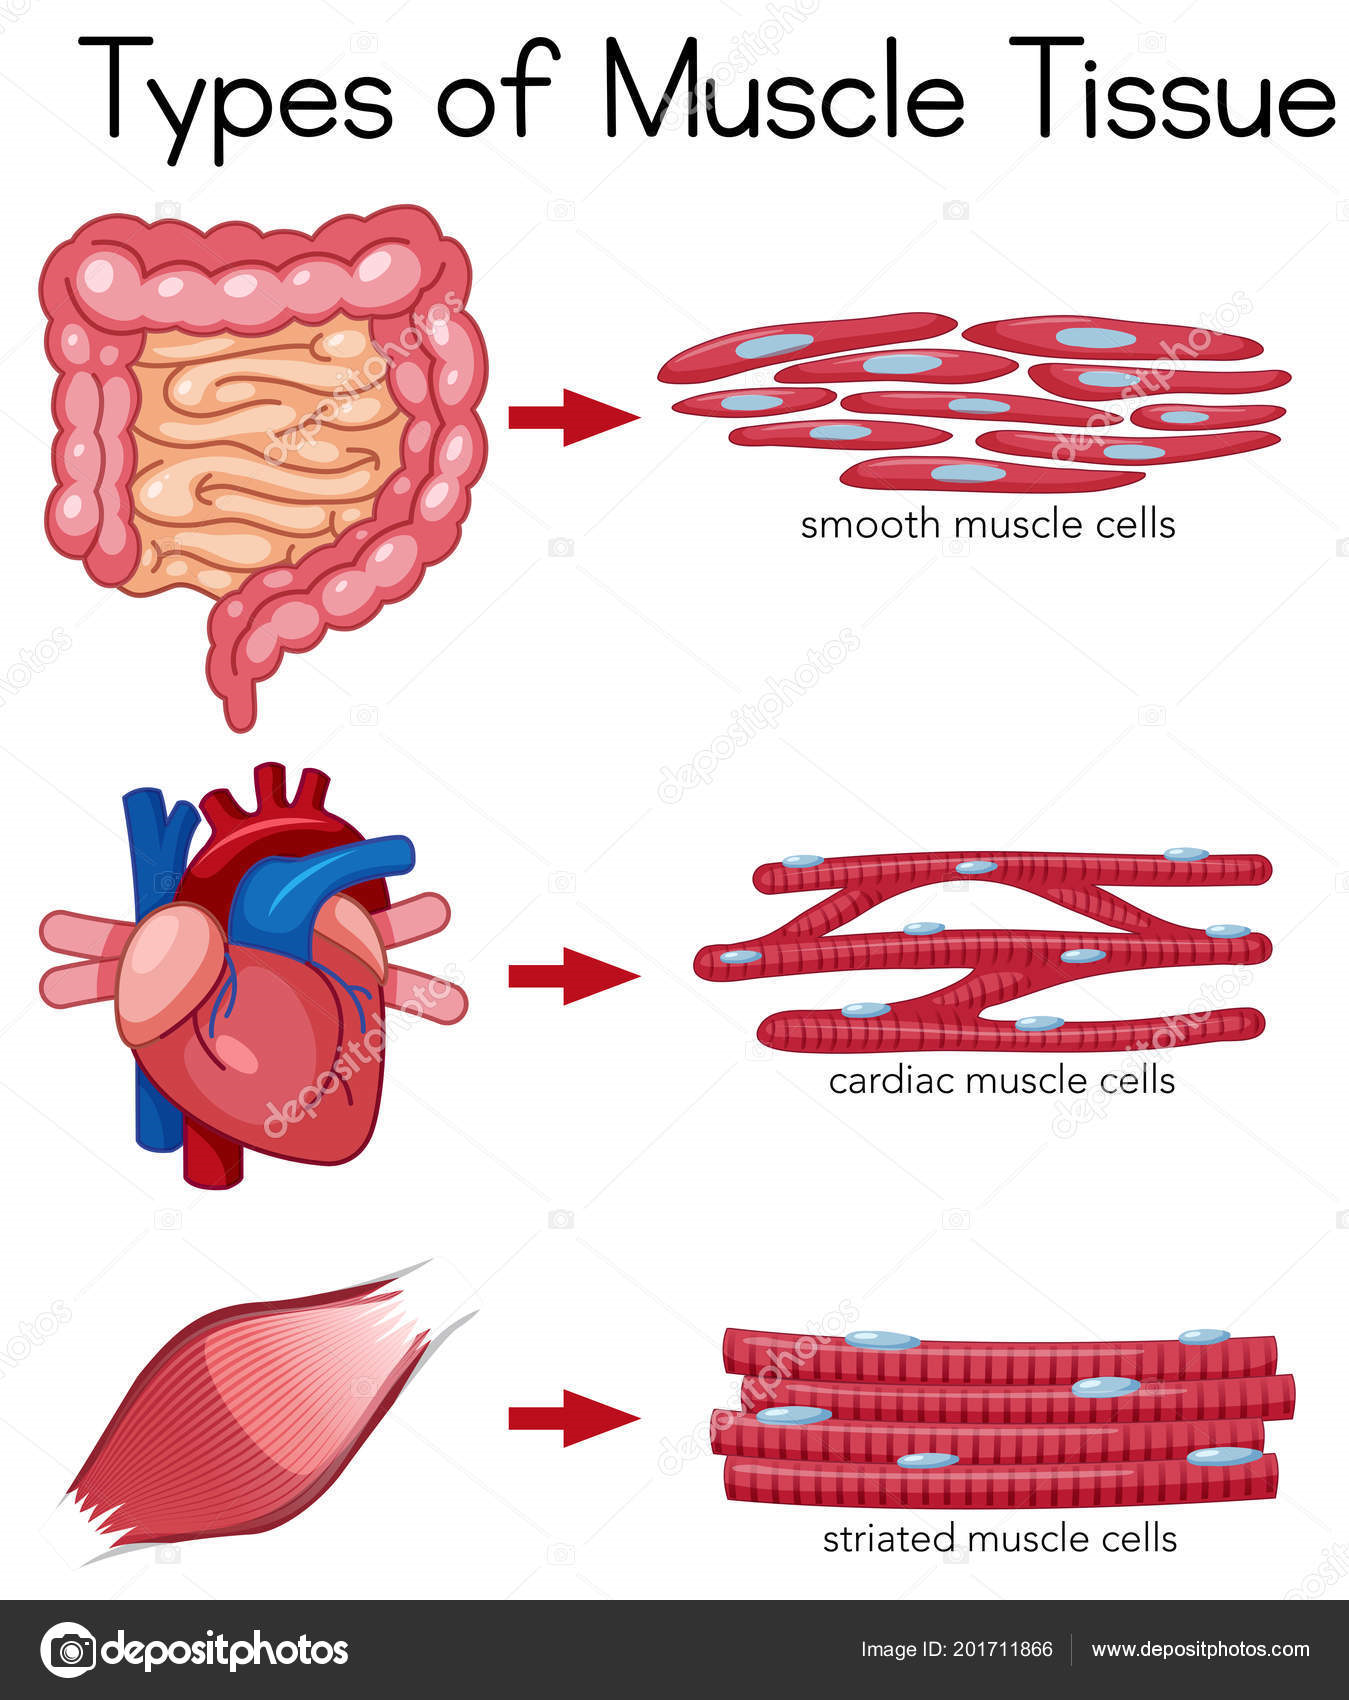 Types of Muscle Tissue
smooth muscle cells
cardiac muscle cells
striated muscle cells
depositphotos
Image ID: 201711866
www.depositphotos.com